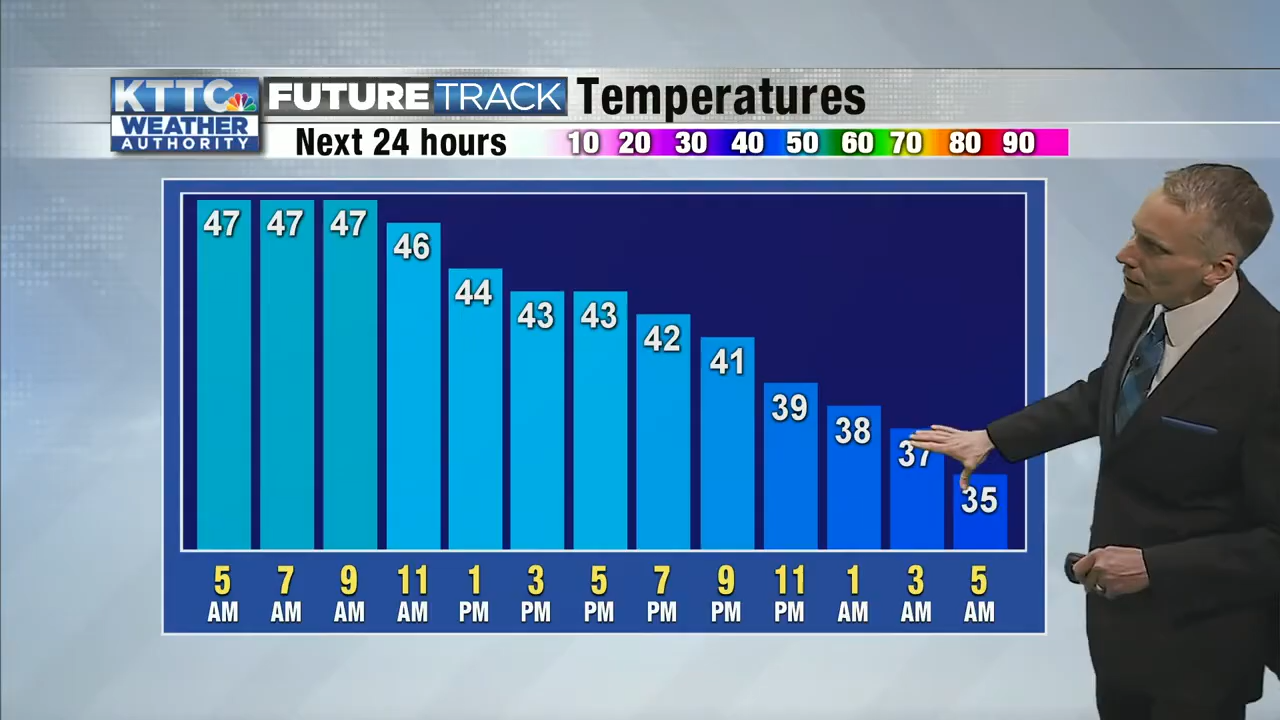 KTTC
WEATHER
AUTHORITY
FUTURE TRACK Temperatures
Next 24 hours
10 20 30 40 50 60 70 80 90
47 47 47 46 44 43 43 42 41 39 38 37 35
5 7 9 11 1 3 5 7 9 11 1 3 5
AM AM AM AM PM PM PM PM PM PM AM AM AM